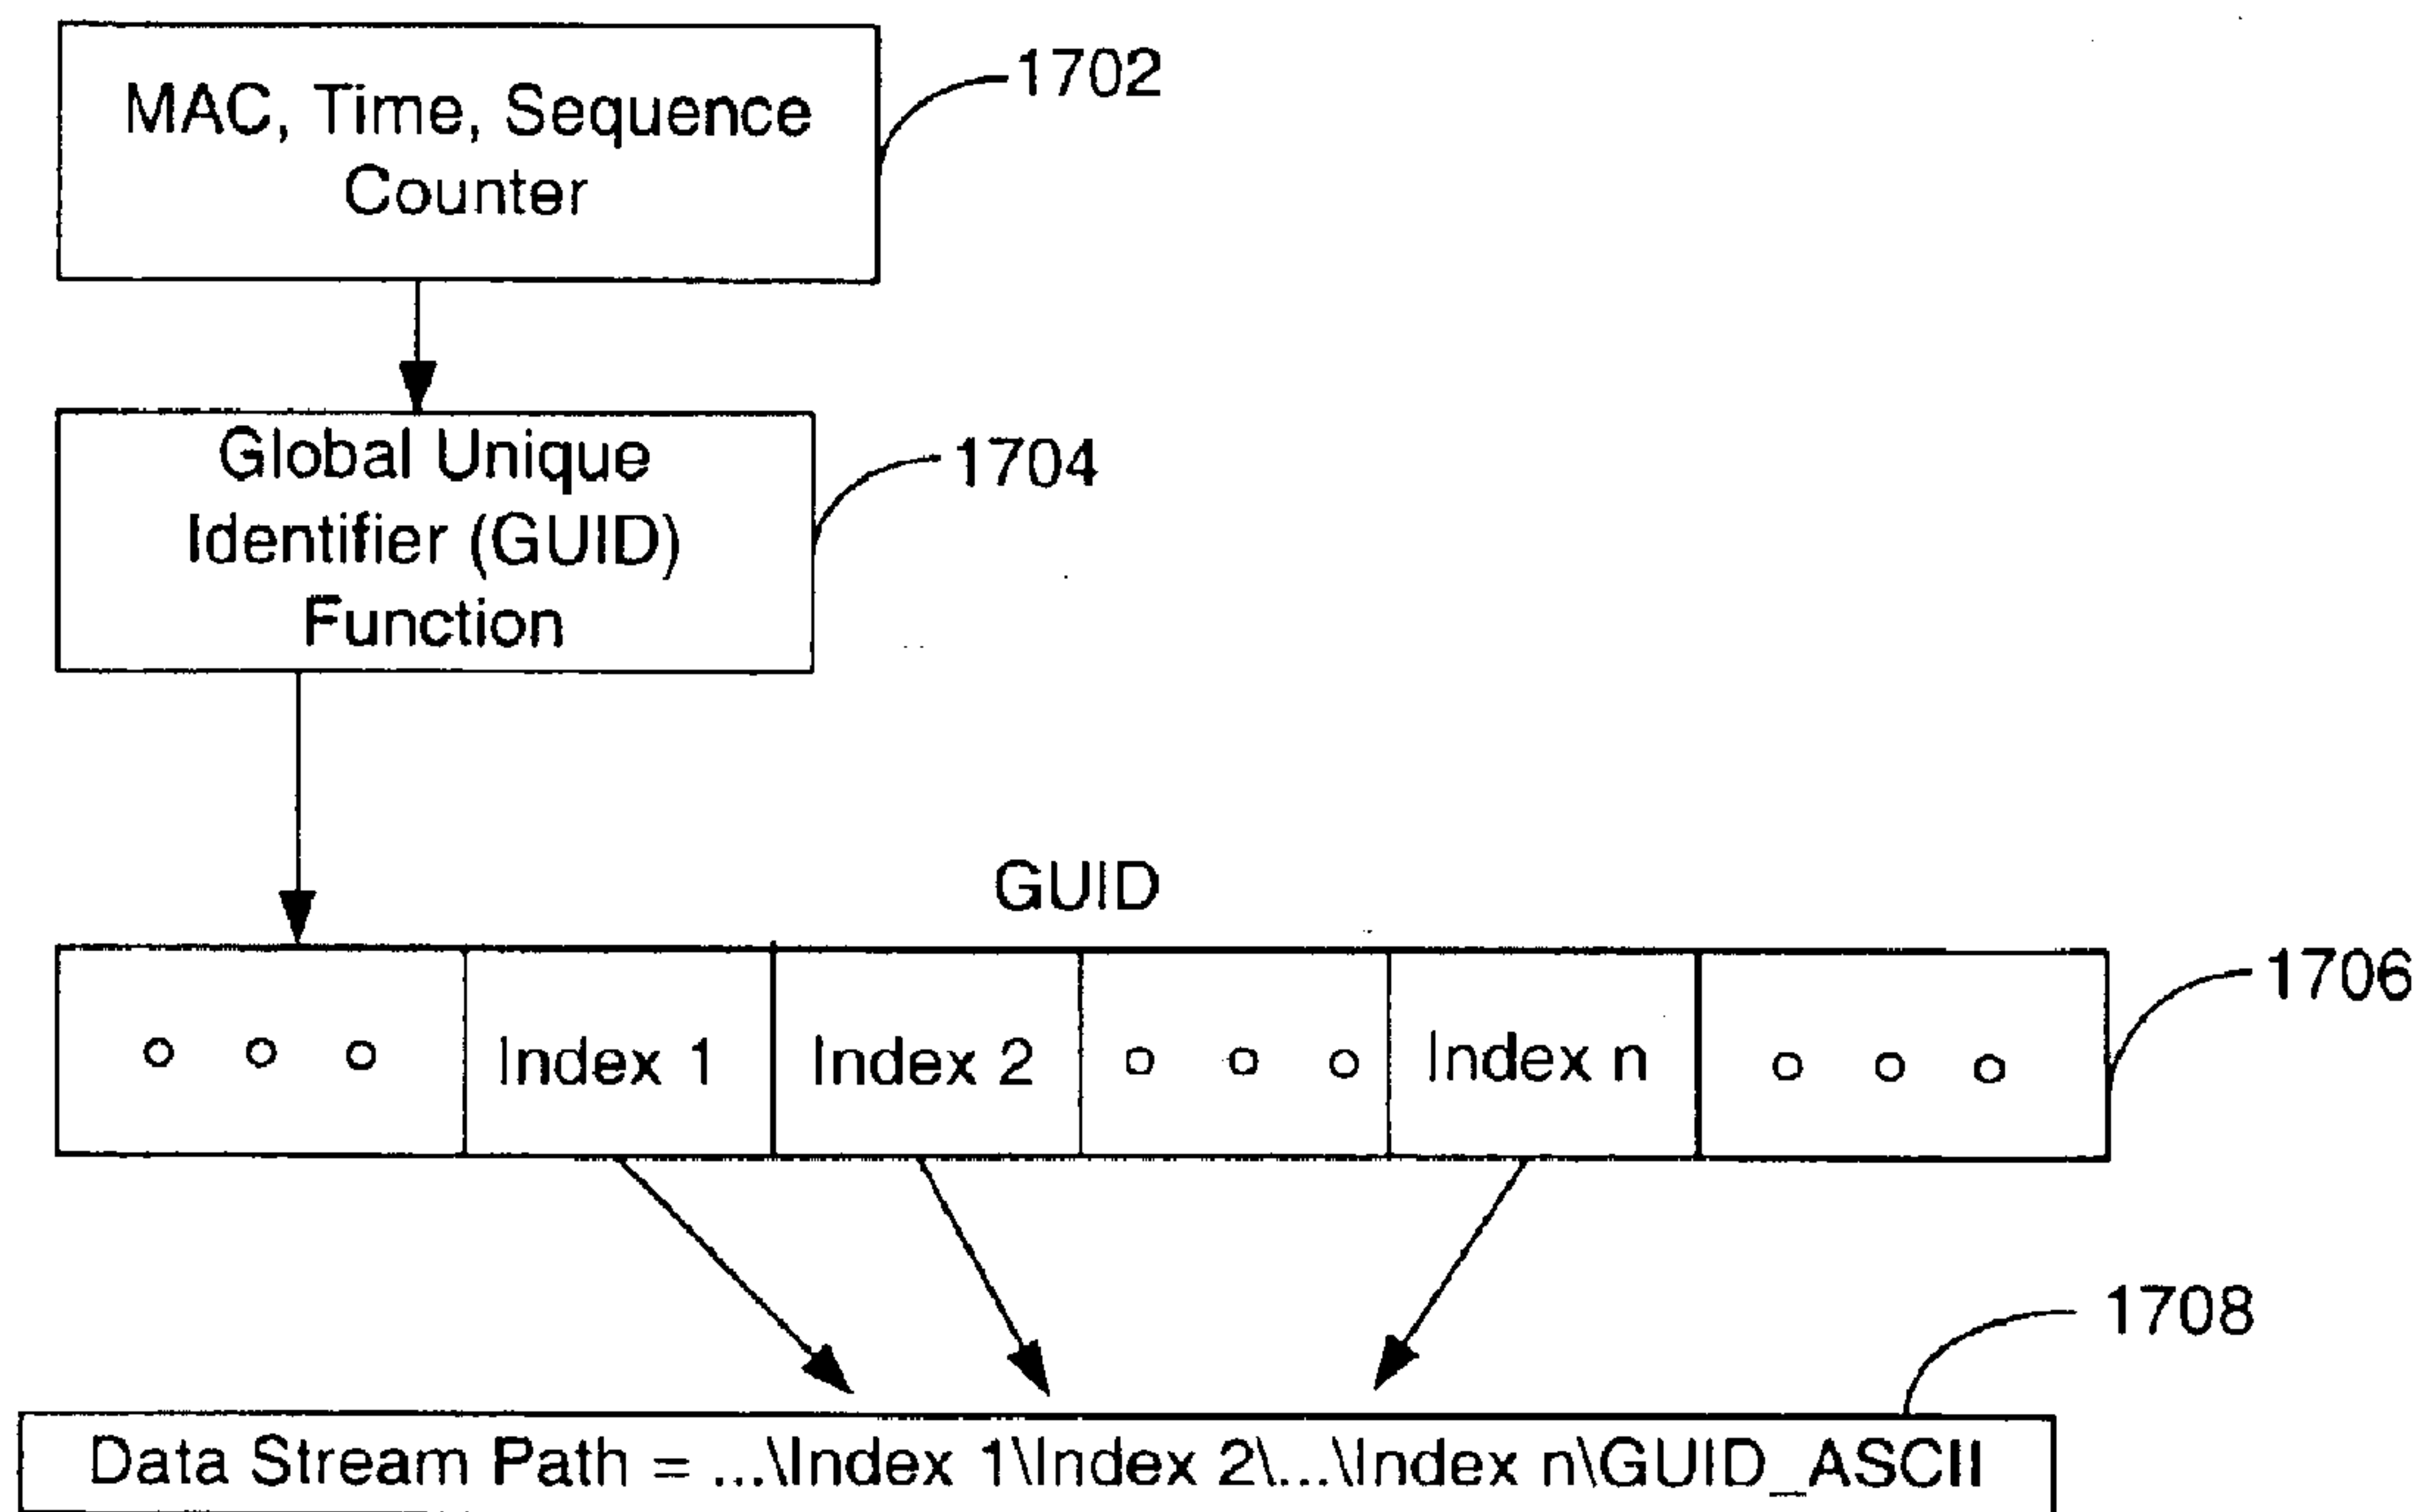 MAC, Time, Sequence
Counter
1702
Global Unique
Identifier (GUID)
Function
1704
GUID
Index 1
Index 2
Index n
1706
1708
Data Stream Path = ...\Index 1\Index 2\...\Index n\GUID_ASCII